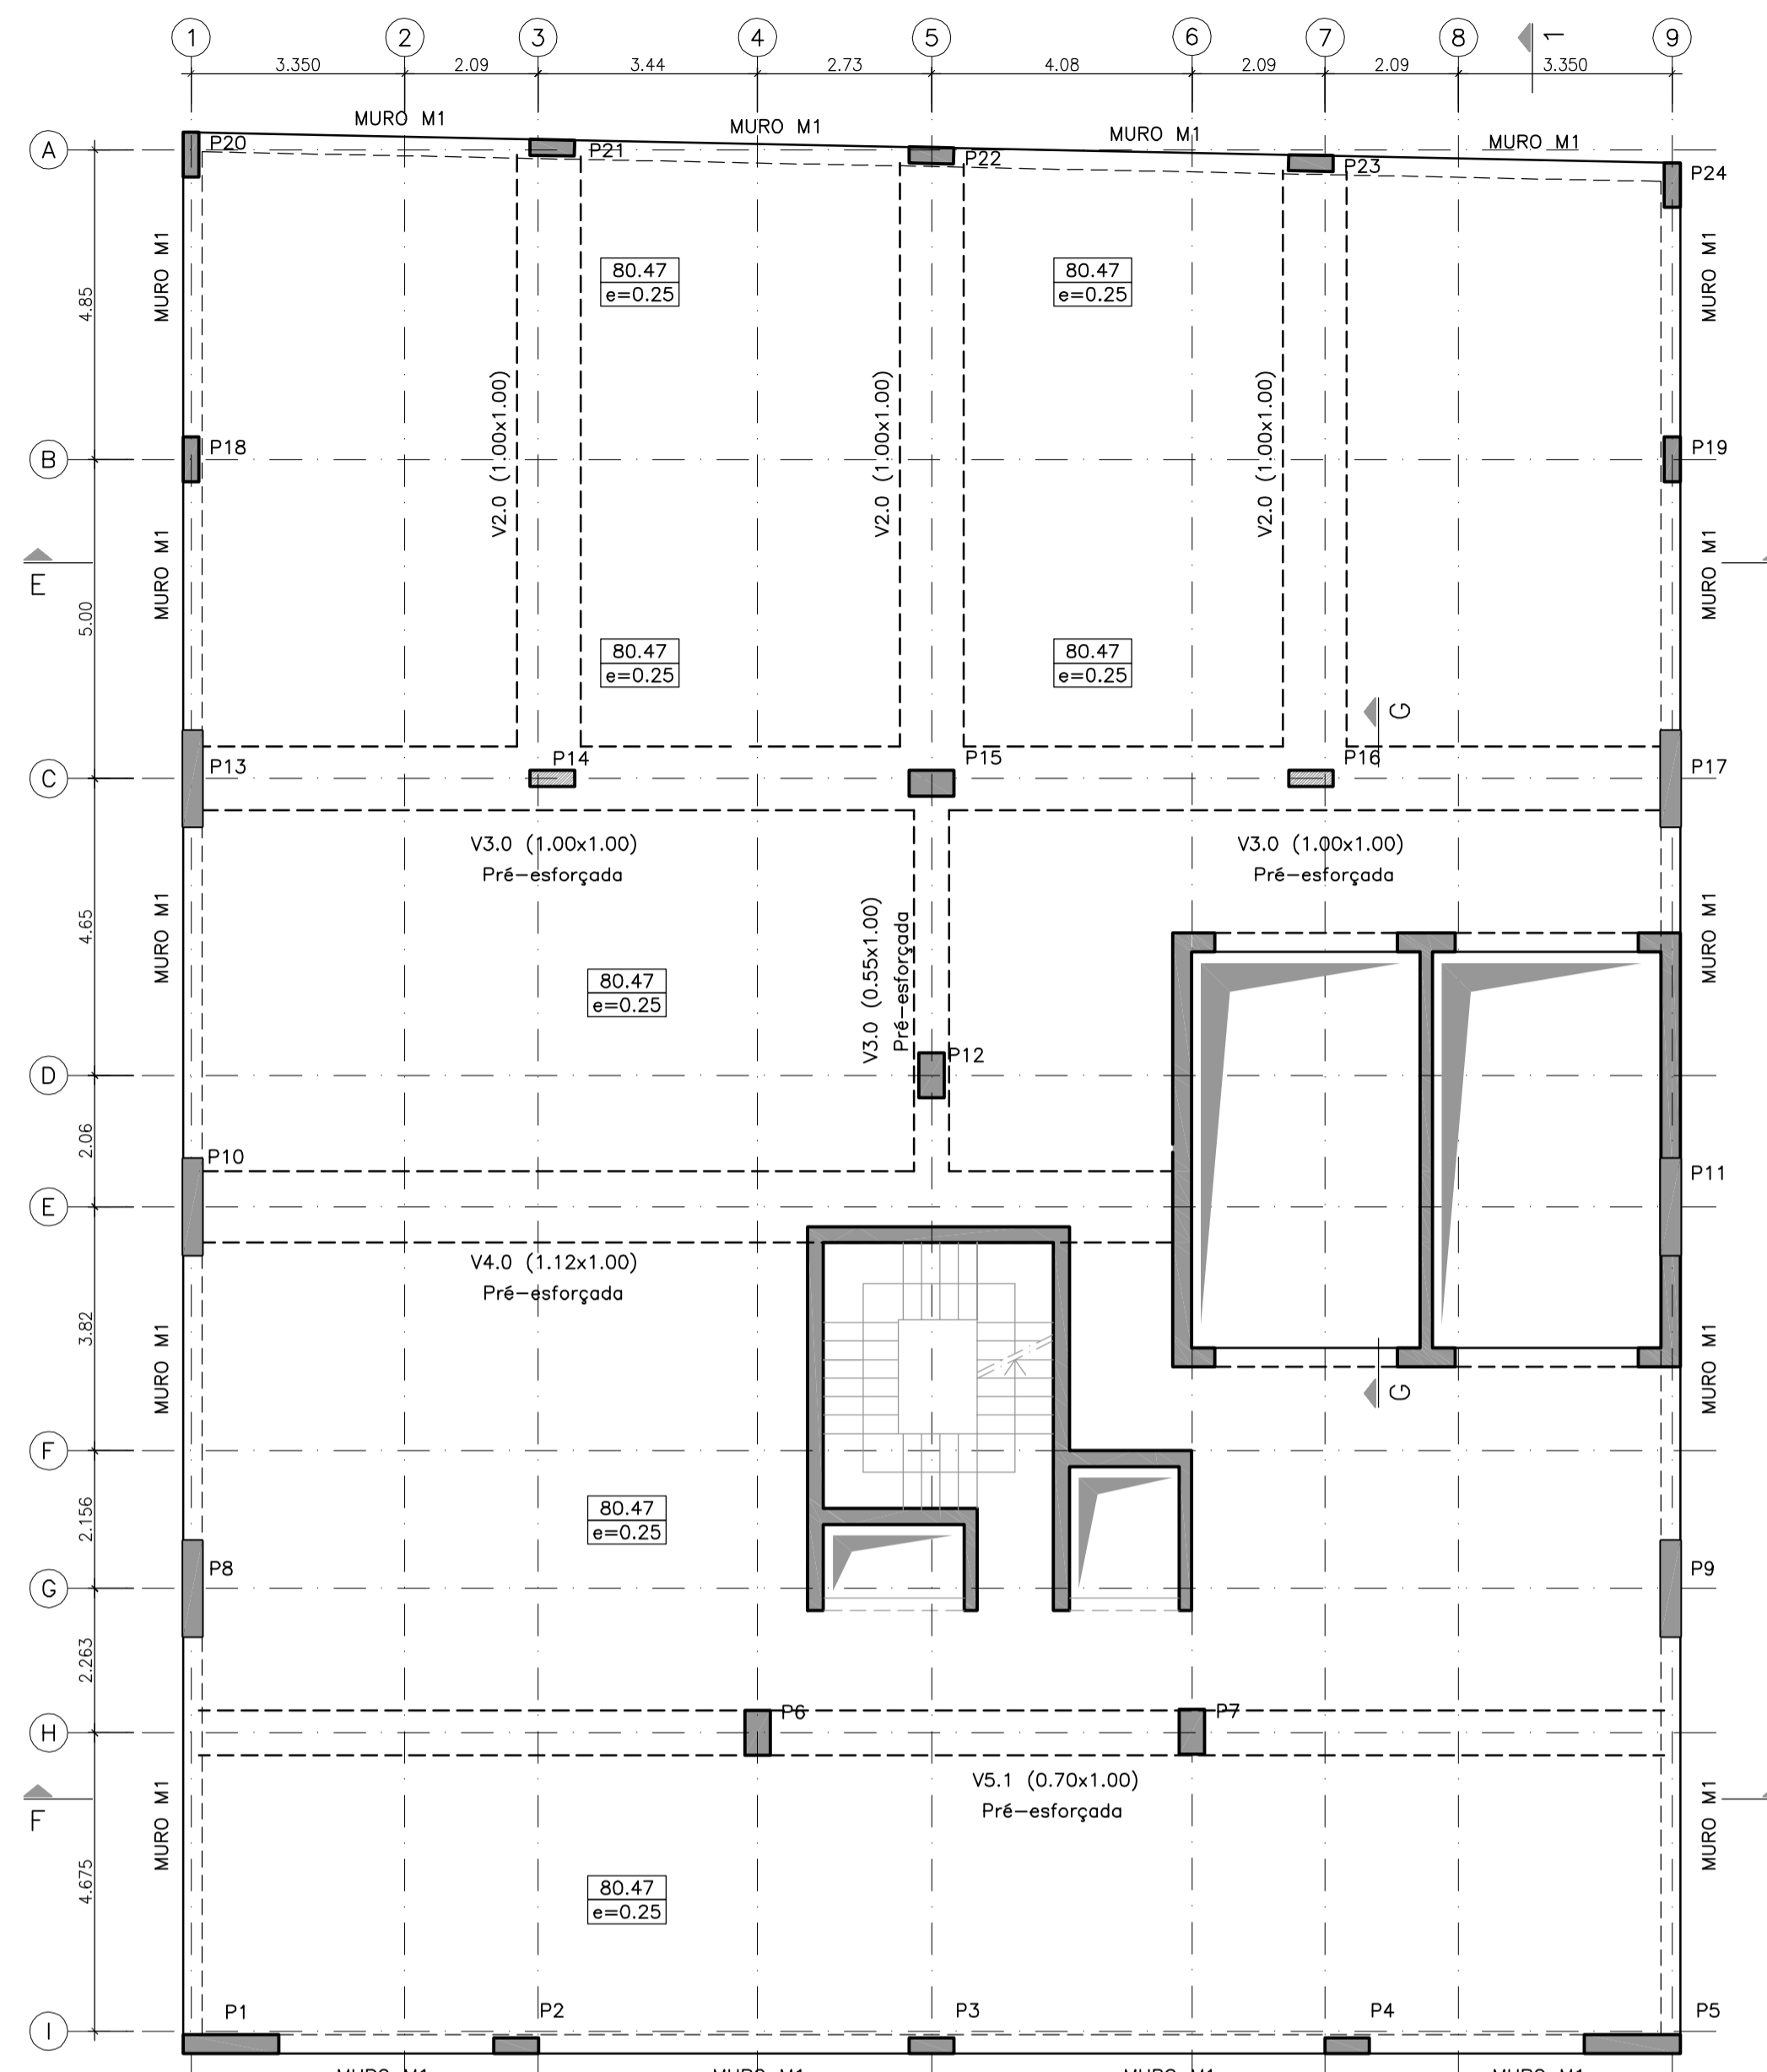 1 2 3 4 5 6 7 8 1 9
3.350 2.09 3.44 2.73 4.08 2.09 2.09 3.350
MURO M1 MURO M1 MURO M1 MURO M1
A P20 P21 P22 P23 P24
MURO M1 MURO M1
80.47 80.47
e=0.25 e=0.25
4.85
V2.0 (1.00x1.00) V2.0 (1.00x1.00) V2.0 (1.00x1.00)
B P18 P19
E MURO M1 MURO M1
5.00
80.47 80.47
e=0.25 e=0.25
G
C P13 P14 P15 P16 P17
V3.0 (1.00x1.00) V3.0 (1.00x1.00)
Pré-esforçada Pré-esforçada
4.65 MURO M1 MURO M1
V3.0 (0.55x1.00)
Pré-esforçada
80.47
e=0.25
D P12
2.06
P10 P11
E
V4.0 (1.12x1.00)
Pré-esforçada
3.82 MURO M1 MURO M1
G
F
2.156
80.47
e=0.25
G P8 P9
2.263
H P6 P7
V5.1 (0.70x1.00)
Pré-esforçada
F MURO M1 MURO M1
4.675
80.47
e=0.25
I P1 P2 P3 P4 P5
MURO M1 MURO M1 MURO M1 MURO M1